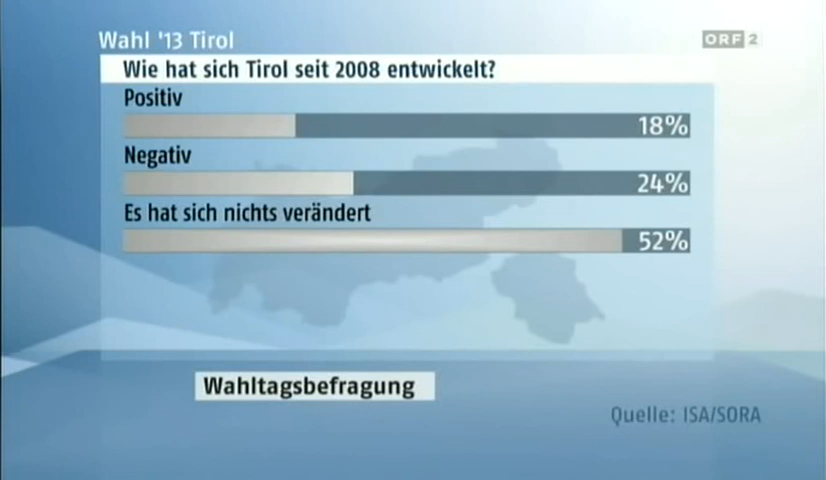 Wahl '13 Tirol
ORF 2
Wie hat sich Tirol seit 2008 entwickelt?
Positiv
18%
Negativ
24%
Es hat sich nichts verändert
52%
Wahltagsbefragung
Quelle: ISA/SORA